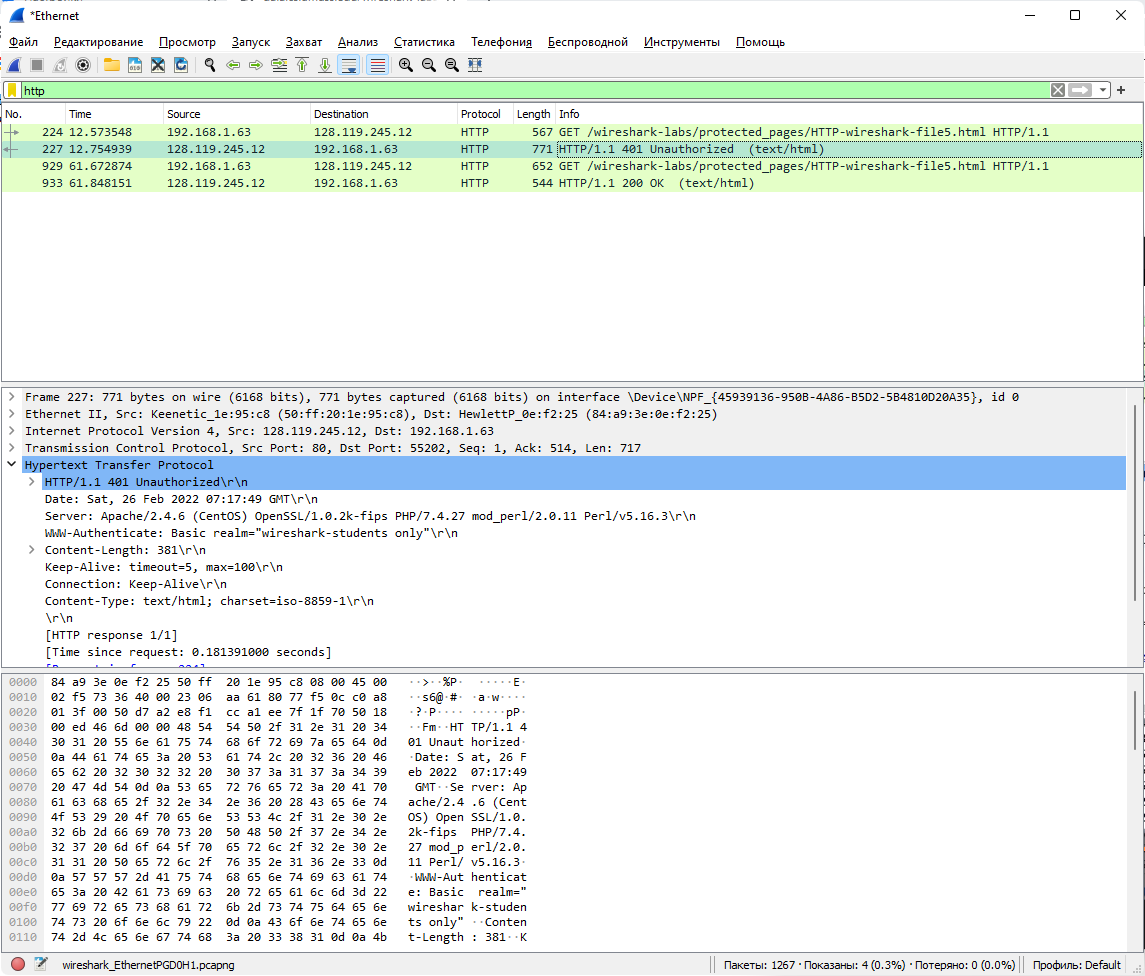 *Ethernet
Файл Редактирование Просмотр Запуск Захват Анализ Статистика Телефония Беспроводной Инструменты Помощь
http
No. Time Source Destination Protocol Length Info
224 12.573548 192.168.1.63 128.119.245.12 HTTP 567 GET /wireshark-labs/protected_pages/HTTP-wireshark-file5.html HTTP/1.1
227 12.754939 128.119.245.12 192.168.1.63 HTTP 771 HTTP/1.1 401 Unauthorized (text/html)
929 61.672874 192.168.1.63 128.119.245.12 HTTP 652 GET /wireshark-labs/protected_pages/HTTP-wireshark-file5.html HTTP/1.1
933 61.848151 128.119.245.12 192.168.1.63 HTTP 544 HTTP/1.1 200 OK (text/html)
Frame 227: 771 bytes on wire (6168 bits), 771 bytes captured (6168 bits) on interface \Device\NPF_{45939136-950B-4A86-B5D2-5B4810D20A35}, id 0
Ethernet II, Src: Keenetic_1e:95:c8 (50:ff:20:1e:95:c8), Dst: HewlettP_0e:f2:25 (84:a9:3e:0e:f2:25)
Internet Protocol Version 4, Src: 128.119.245.12, Dst: 192.168.1.63
Transmission Control Protocol, Src Port: 80, Dst Port: 55202, Seq: 1, Ack: 514, Len: 717
Hypertext Transfer Protocol
HTTP/1.1 401 Unauthorized\r\n
Date: Sat, 26 Feb 2022 07:17:49 GMT\r\n
Server: Apache/2.4.6 (CentOS) OpenSSL/1.0.2k-fips PHP/7.4.27 mod_perl/2.0.11 Perl/v5.16.3\r\n
WWW-Authenticate: Basic realm="wireshark-students only"\r\n
Content-Length: 381\r\n
Keep-Alive: timeout=5, max=100\r\n
Connection: Keep-Alive\r\n
Content-Type: text/html; charset=iso-8859-1\r\n
\r\n
[HTTP response 1/1]
[Time since request: 0.181391000 seconds]
0000 84 a9 3e 0e f2 25 50 ff 20 1e 95 c8 08 00 45 00 ··>··%P· ·····E·
0010 02 f5 73 36 40 00 23 06 aa 61 80 77 f5 0c c0 a8 ··s6@·#· ·a·w····
0020 01 3f 00 50 d7 a2 e8 f1 cc a1 ee 7f 1f 70 50 18 ·?·P···· ·····pP·
0030 00 ed 46 6d 00 00 48 54 54 50 2f 31 2e 31 20 34 ··Fm··HT TP/1.1 4
0040 30 31 20 55 6e 61 75 74 68 6f 72 69 7a 65 64 0d 01 Unaut horized·
0050 0a 44 61 74 65 3a 20 53 61 74 2c 20 32 36 20 46 ·Date: S at, 26 F
0060 65 62 20 32 30 32 32 20 30 37 3a 31 37 3a 34 39 eb 2022 07:17:49
0070 20 47 4d 54 0d 0a 53 65 72 76 65 72 3a 20 41 70 GMT··Se rver: Ap
0080 61 63 68 65 2f 32 2e 34 2e 36 20 28 43 65 6e 74 ache/2.4 .6 (Cent
0090 4f 53 29 20 4f 70 65 6e 53 53 4c 2f 31 2e 30 2e OS) Open SSL/1.0.
00a0 32 6b 2d 66 69 70 73 20 50 48 50 2f 37 2e 34 2e 2k-fips PHP/7.4.
00b0 32 37 20 6d 6f 64 5f 70 65 72 6c 2f 32 2e 30 2e 27 mod_p erl/2.0.
00c0 31 31 20 50 65 72 6c 2f 76 35 2e 31 36 2e 33 0d 11 Perl/ v5.16.3·
00d0 0a 57 57 57 2d 41 75 74 68 65 6e 74 69 63 61 74 ·WWW-Aut henticat
00e0 65 3a 20 42 61 73 69 63 20 72 65 61 6c 6d 3d 22 e: Basic realm="
00f0 77 69 72 65 73 68 61 72 6b 2d 73 74 75 64 65 6e wireshar k-studen
0100 74 73 20 6f 6e 6c 79 22 0d 0a 43 6f 6e 74 65 6e ts only" ··Conten
0110 74 2d 4c 65 6e 67 74 68 3a 20 33 38 31 0d 0a 4b t-Length : 381··K
wireshark_EthernetPGD0H1.pcapng Пакеты: 1267 · Показаны: 4 (0.3%) · Потеряно: 0 (0.0%) Профиль: Default